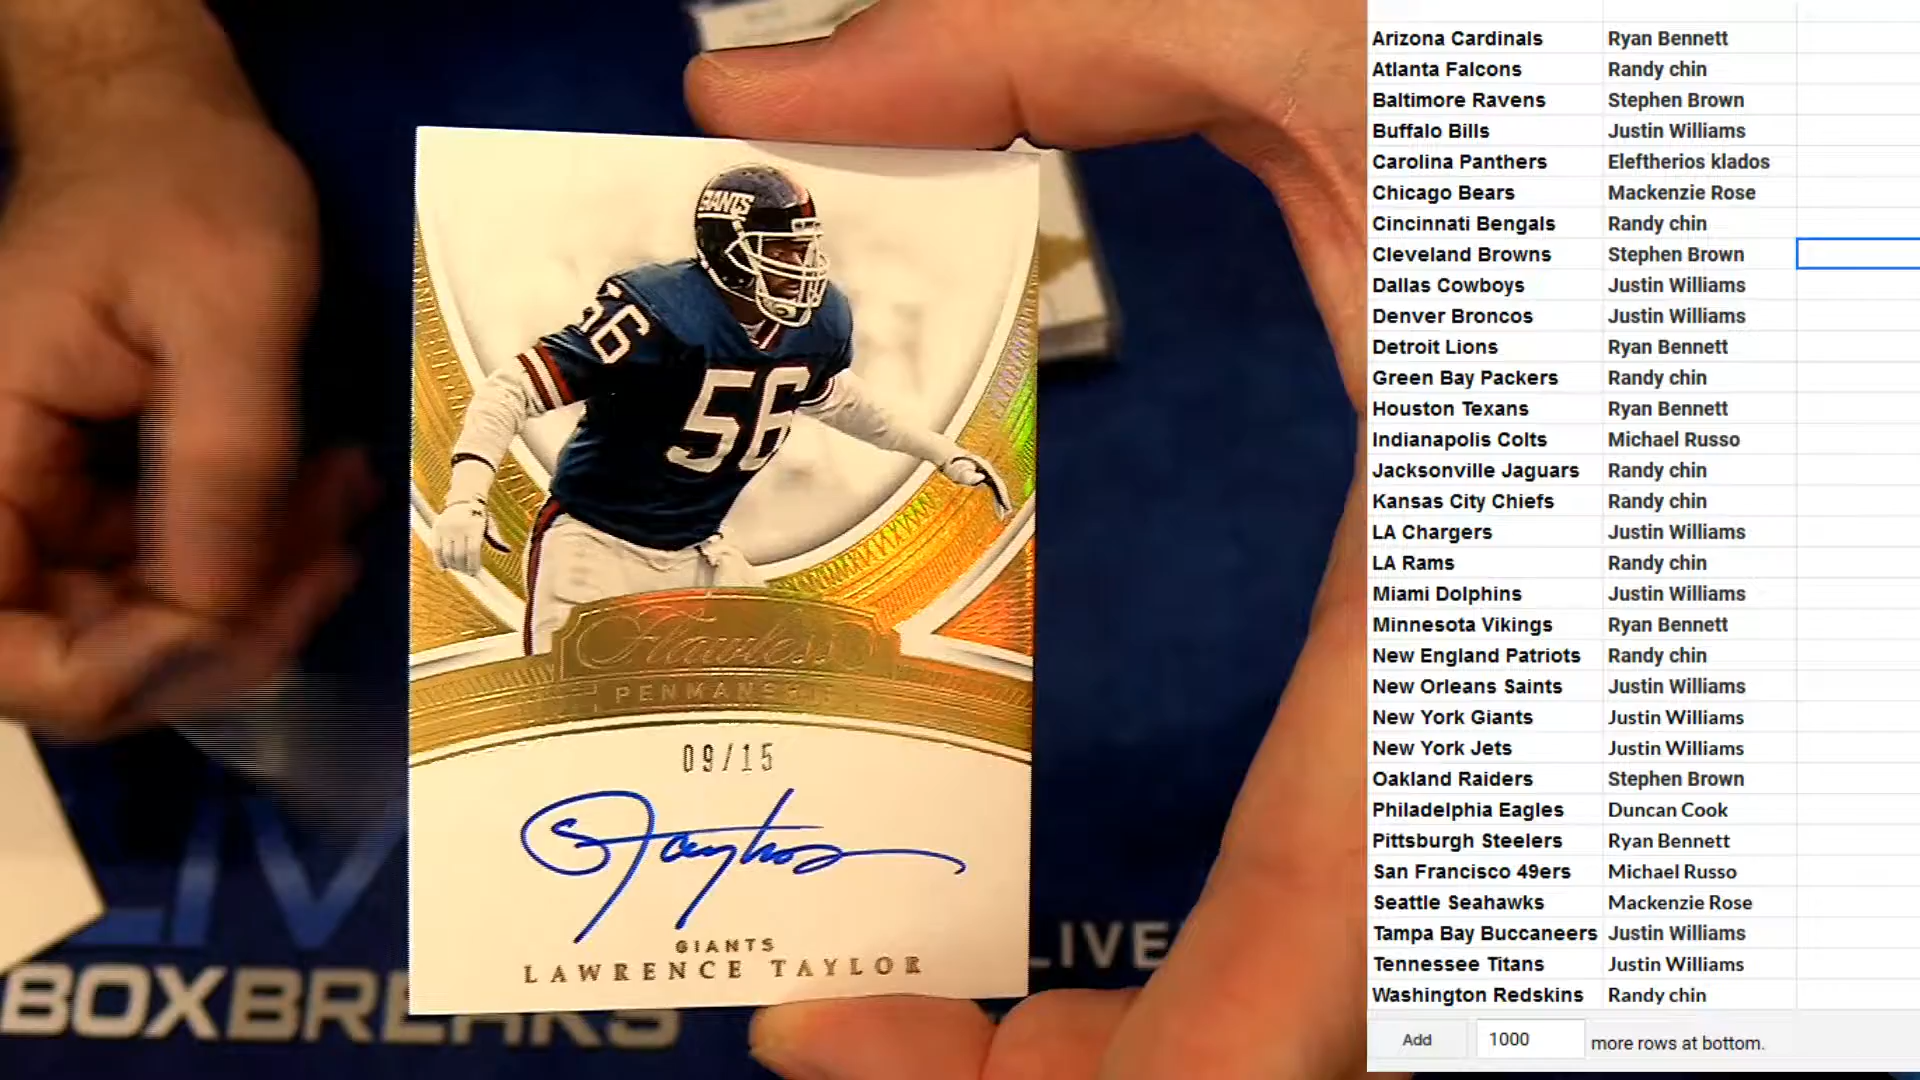 GIANTS
56
56
Flawless
PENMANSHIP
09/15
GIANTS
LAWRENCE TAYLOR
LIV
BOXBREAKS
LIVE
Arizona Cardinals Ryan Bennett
Atlanta Falcons Randy chin
Baltimore Ravens Stephen Brown
Buffalo Bills Justin Williams
Carolina Panthers Eleftherios klados
Chicago Bears Mackenzie Rose
Cincinnati Bengals Randy chin
Cleveland Browns Stephen Brown
Dallas Cowboys Justin Williams
Denver Broncos Justin Williams
Detroit Lions Ryan Bennett
Green Bay Packers Randy chin
Houston Texans Ryan Bennett
Indianapolis Colts Michael Russo
Jacksonville Jaguars Randy chin
Kansas City Chiefs Randy chin
LA Chargers Justin Williams
LA Rams Randy chin
Miami Dolphins Justin Williams
Minnesota Vikings Ryan Bennett
New England Patriots Randy chin
New Orleans Saints Justin Williams
New York Giants Justin Williams
New York Jets Justin Williams
Oakland Raiders Stephen Brown
Philadelphia Eagles Duncan Cook
Pittsburgh Steelers Ryan Bennett
San Francisco 49ers Michael Russo
Seattle Seahawks Mackenzie Rose
Tampa Bay Buccaneers Justin Williams
Tennessee Titans Justin Williams
Washington Redskins Randy chin
Add 1000 more rows at bottom.